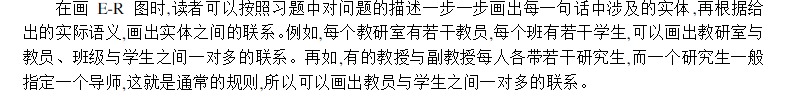 在画 E-R 图时,读者可以按照习题中对问题的描述一步一步画出每一句话中涉及的实体,再根据给
出的实际语义,画出实体之间的联系。例如,每个教研室有若干教员,每个班有若干学生,可以画出教研室与
教员、班级与学生之间一对多的联系。再如,有的教授与副教授每人各带若干研究生,而一个研究生一般
指定一个导师,这就是通常的规则,所以可以画出教员与学生之间一对多的联系。